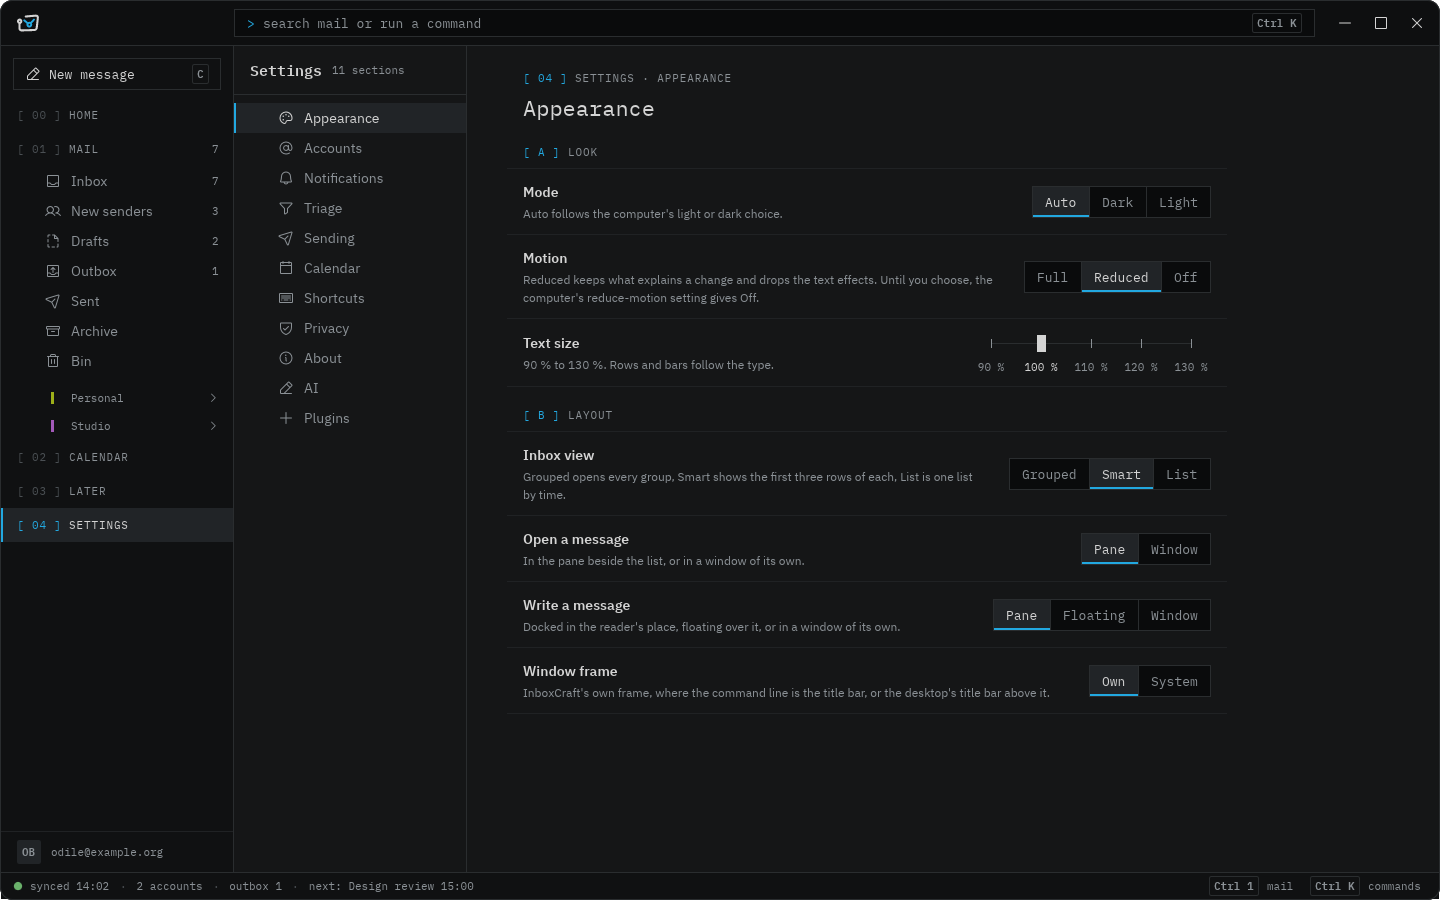 > search mail or run a command
Ctrl K
New message
C
[ 00 ] HOME
[ 01 ] MAIL 7
Inbox 7
New senders 3
Drafts 2
Outbox 1
Sent
Archive
Bin
Personal
Studio
[ 02 ] CALENDAR
[ 03 ] LATER
[ 04 ] SETTINGS
OB odile@example.org
Settings 11 sections
Appearance
Accounts
Notifications
Triage
Sending
Calendar
Shortcuts
Privacy
About
AI
Plugins
[ 04 ] SETTINGS · APPEARANCE
Appearance
[ A ] LOOK
Mode
Auto follows the computer's light or dark choice.
Auto Dark Light
Motion
Reduced keeps what explains a change and drops the text effects. Until you choose, the
computer's reduce-motion setting gives Off.
Full Reduced Off
Text size
90 % to 130 %. Rows and bars follow the type.
90 % 100 % 110 % 120 % 130 %
[ B ] LAYOUT
Inbox view
Grouped opens every group, Smart shows the first three rows of each, List is one list
by time.
Grouped Smart List
Open a message
In the pane beside the list, or in a window of its own.
Pane Window
Write a message
Docked in the reader's place, floating over it, or in a window of its own.
Pane Floating Window
Window frame
InboxCraft's own frame, where the command line is the title bar, or the desktop's title bar above it.
Own System
synced 14:02 · 2 accounts · outbox 1 · next: Design review 15:00
Ctrl 1 mail Ctrl K commands